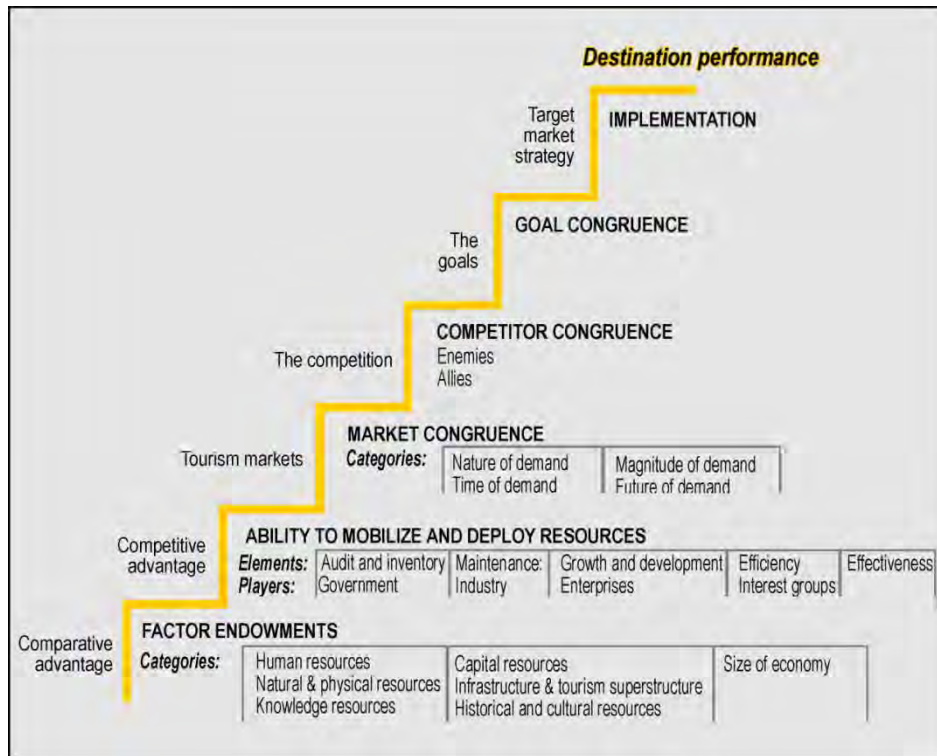 Destination performance
Target
market
strategy
IMPLEMENTATION
The
goals
GOAL CONGRUENCE
The competition
COMPETITOR CONGRUENCE
Enemies
Allies
Tourism markets
MARKET CONGRUENCE
Categories: Nature of demand Magnitude of demand
Time of demand Future of demand
Competitive
advantage
ABILITY TO MOBILIZE AND DEPLOY RESOURCES
Elements: Audit and inventory Maintenance: Growth and development Efficiency Effectiveness
Players: Government Industry Enterprises Interest groups
Comparative
advantage
FACTOR ENDOWMENTS
Categories: Human resources Capital resources Size of economy
Natural & physical resources Infrastructure & tourism superstructure
Knowledge resources Historical and cultural resources